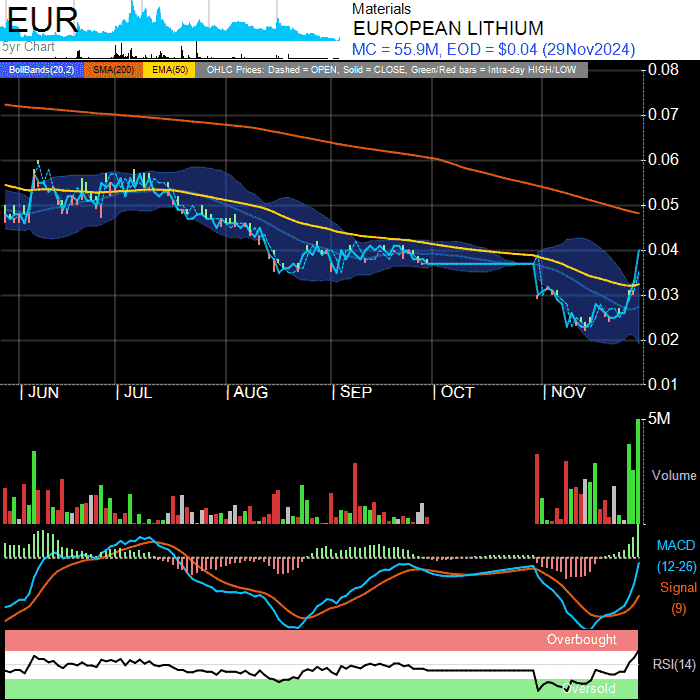 EUR
5yr Chart
Materials
EUROPEAN LITHIUM
MC = 55.9M, EOD = $0.04 (29Nov2024)
BollBands(20,2) SMA(200) EMA(50) OHLC Prices: Dashed = OPEN, Solid = CLOSE, Green/Red bars = Intra-day HIGH/LOW
0.08
0.07
0.06
0.05
0.04
0.03
0.02
0.01
JUN JUL AUG SEP OCT NOV
5M
Volume
MACD
(12-26)
Signal
(9)
Overbought
RSI(14)
Oversold